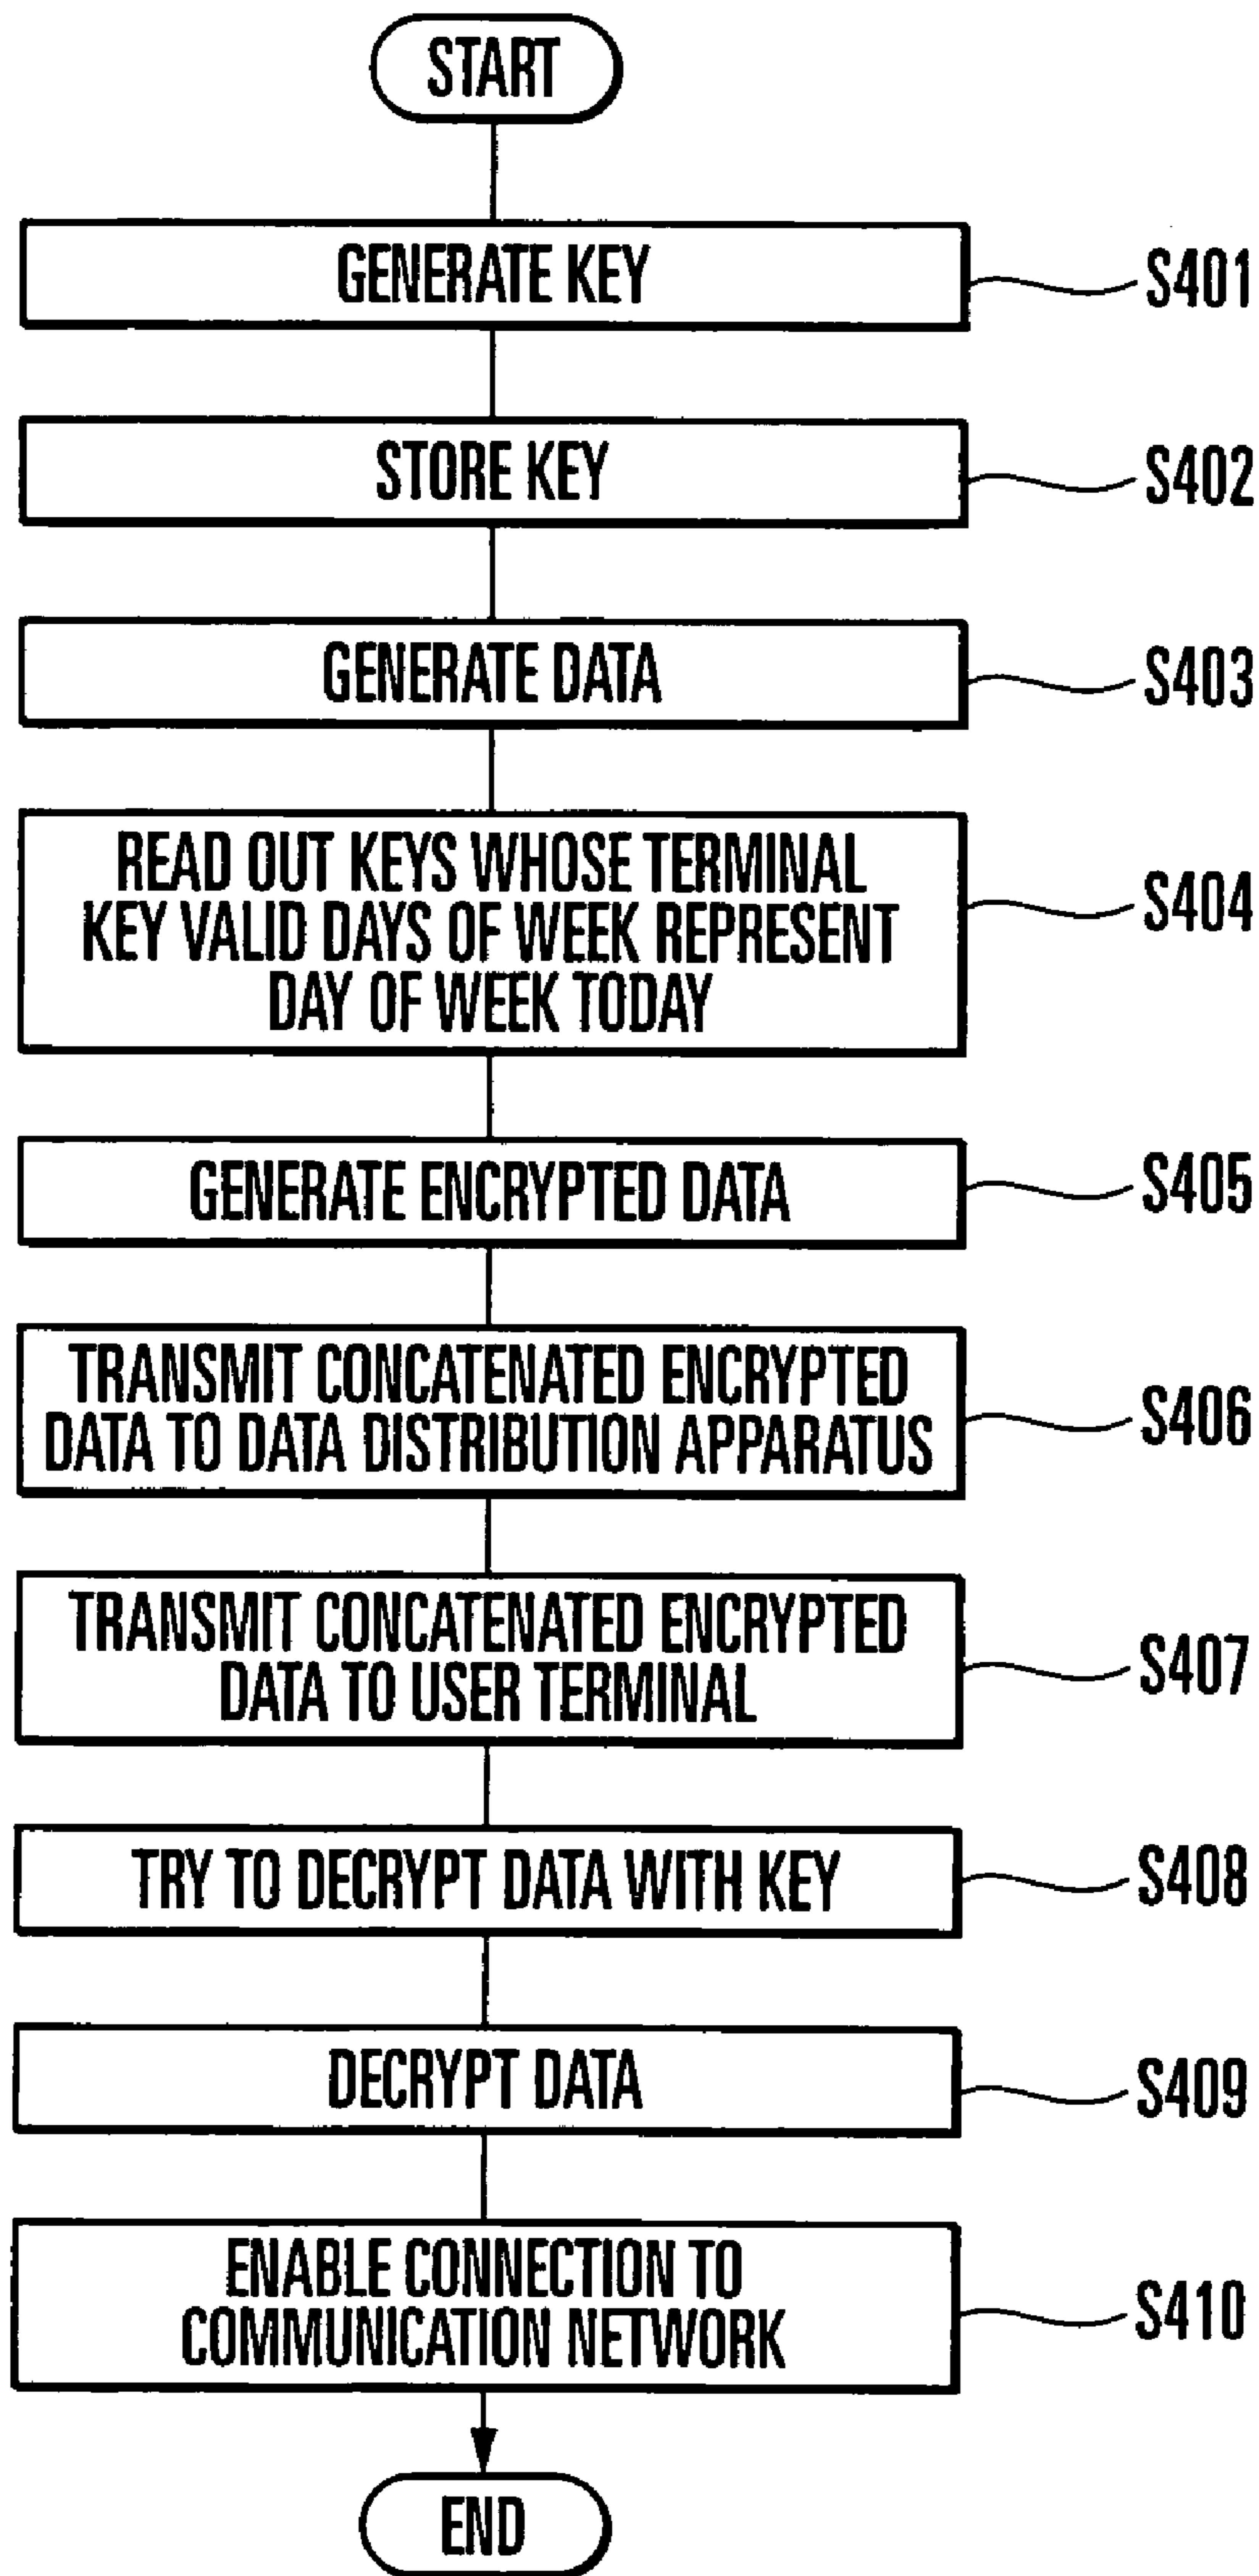 START
GENERATE KEY
S401
STORE KEY
S402
GENERATE DATA
S403
READ OUT KEYS WHOSE TERMINAL
KEY VALID DAYS OF WEEK REPRESENT
DAY OF WEEK TODAY
S404
GENERATE ENCRYPTED DATA
S405
TRANSMIT CONCATENATED ENCRYPTED
DATA TO DATA DISTRIBUTION APPARATUS
S406
TRANSMIT CONCATENATED ENCRYPTED
DATA TO USER TERMINAL
S407
TRY TO DECRYPT DATA WITH KEY
S408
DECRYPT DATA
S409
ENABLE CONNECTION TO
COMMUNICATION NETWORK
S410
END